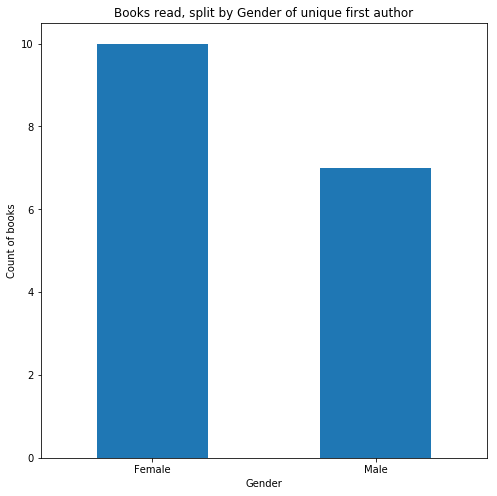 Books read, split by Gender of unique first author
10
8
6
4
2
0
Count of books
Female Male
Gender